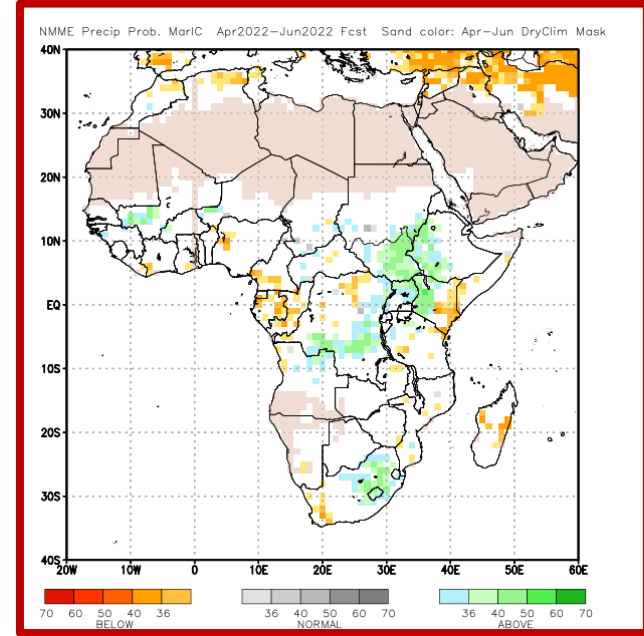 NMME Precip Prob. MarIC Apr2022-Jun2022 Fcst Sand color: Apr-Jun DryClim Mask
40N
30N
20N
10N
EQ
10S
20S
30S
40S
20W 10W 0 10E 20E 30E 40E 50E 60E
70 60 50 40 36 36 40 50 60 70 36 40 50 60 70
BELOW NORMAL ABOVE